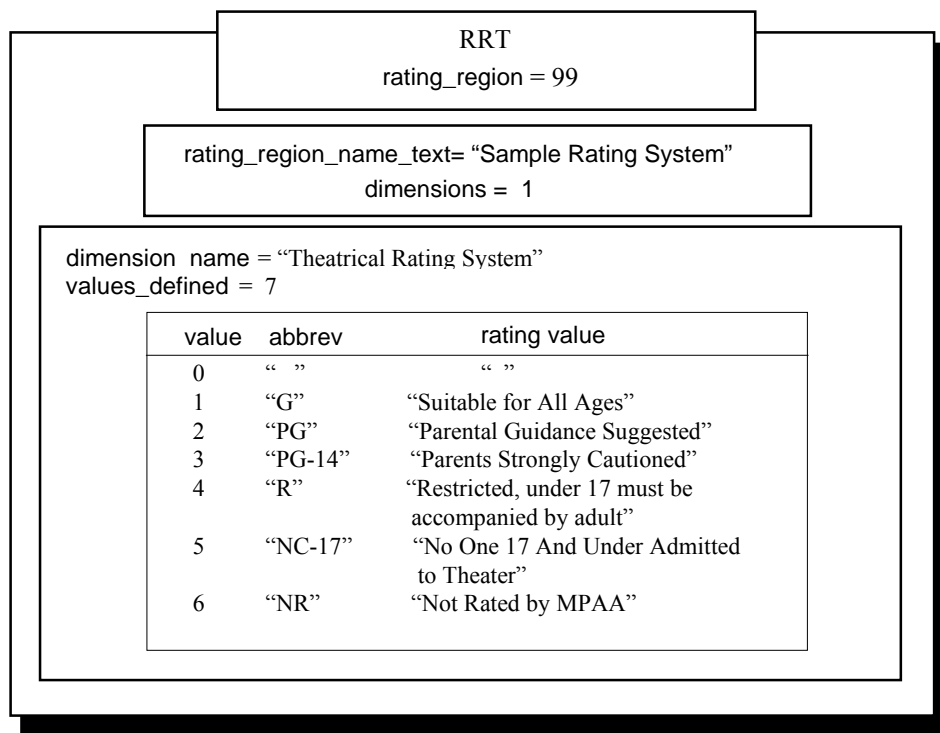 RRT
rating_region = 99
rating_region_name_text= “Sample Rating System”
dimensions = 1
dimension name = “Theatrical Rating System”
values_defined = 7
value abbrev rating value
0 “ ” “ ”
1 “G” “Suitable for All Ages”
2 “PG” “Parental Guidance Suggested”
3 “PG-14” “Parents Strongly Cautioned”
4 “R” “Restricted, under 17 must be
accompanied by adult”
5 “NC-17” “No One 17 And Under Admitted
to Theater”
6 “NR” “Not Rated by MPAA”